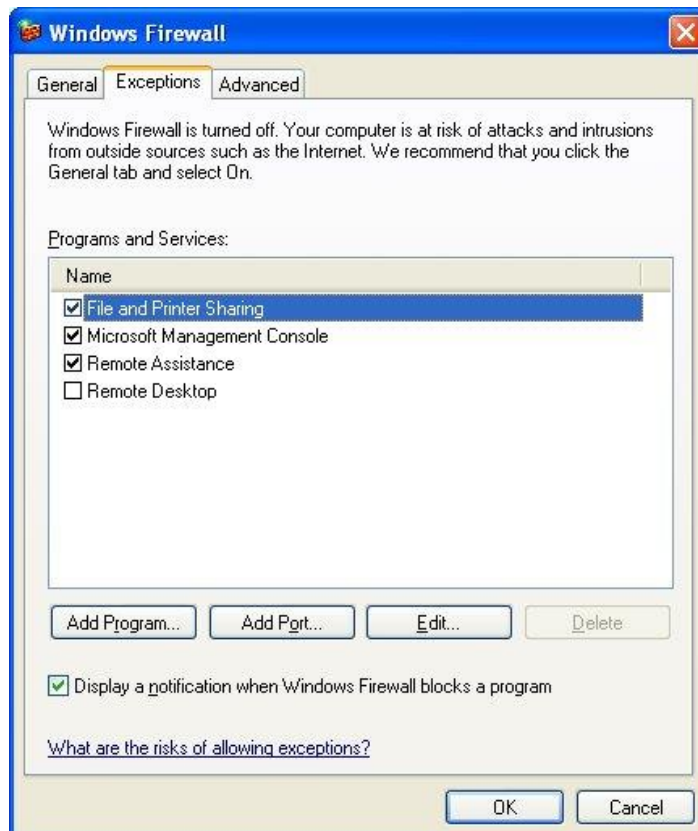 Windows Firewall
General Exceptions Advanced
Windows Firewall is turned off. Your computer is at risk of attacks and intrusions
from outside sources such as the Internet. We recommend that you click the
General tab and select On.
Programs and Services:
Name
File and Printer Sharing
Microsoft Management Console
Remote Assistance
Remote Desktop
Add Program... Add Port... Edit... Delete
Display a notification when Windows Firewall blocks a program
What are the risks of allowing exceptions?
OK Cancel